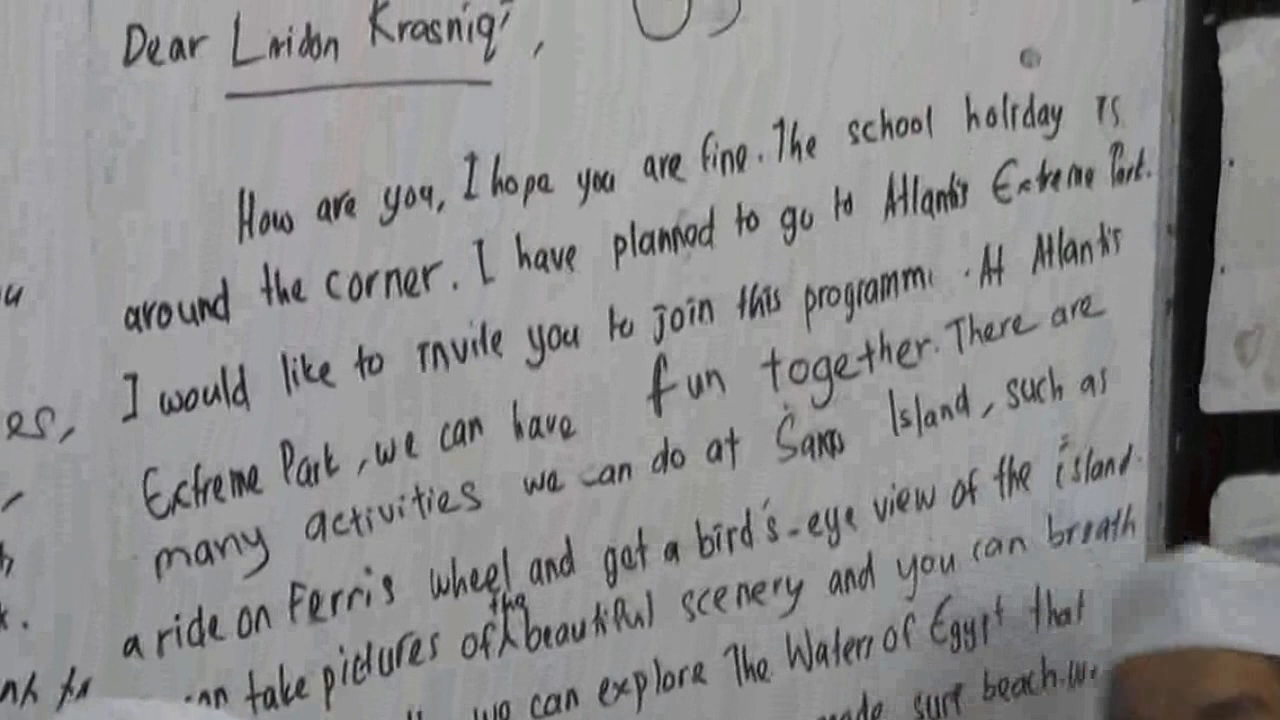 Dear Lridon Krasniqi,
How are you, I hope you are fine. The school holiday is
around the corner. I have planned to go to Atlantis Extreme Park.
I would like to invite you to join this programm. At Atlantis
Extreme Park, we can have fun together. There are
many activities we can do at Island, such as
a ride on Ferris wheel and get a bird's-eye view of the island.
take pictures of the beautiful scenery and you can breath
we can explore The Waters of Egypt that
surf beach. We